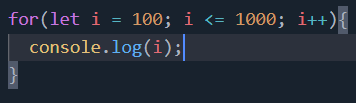 for(let i = 100; i <= 1000; i++){
  console.log(i);
}